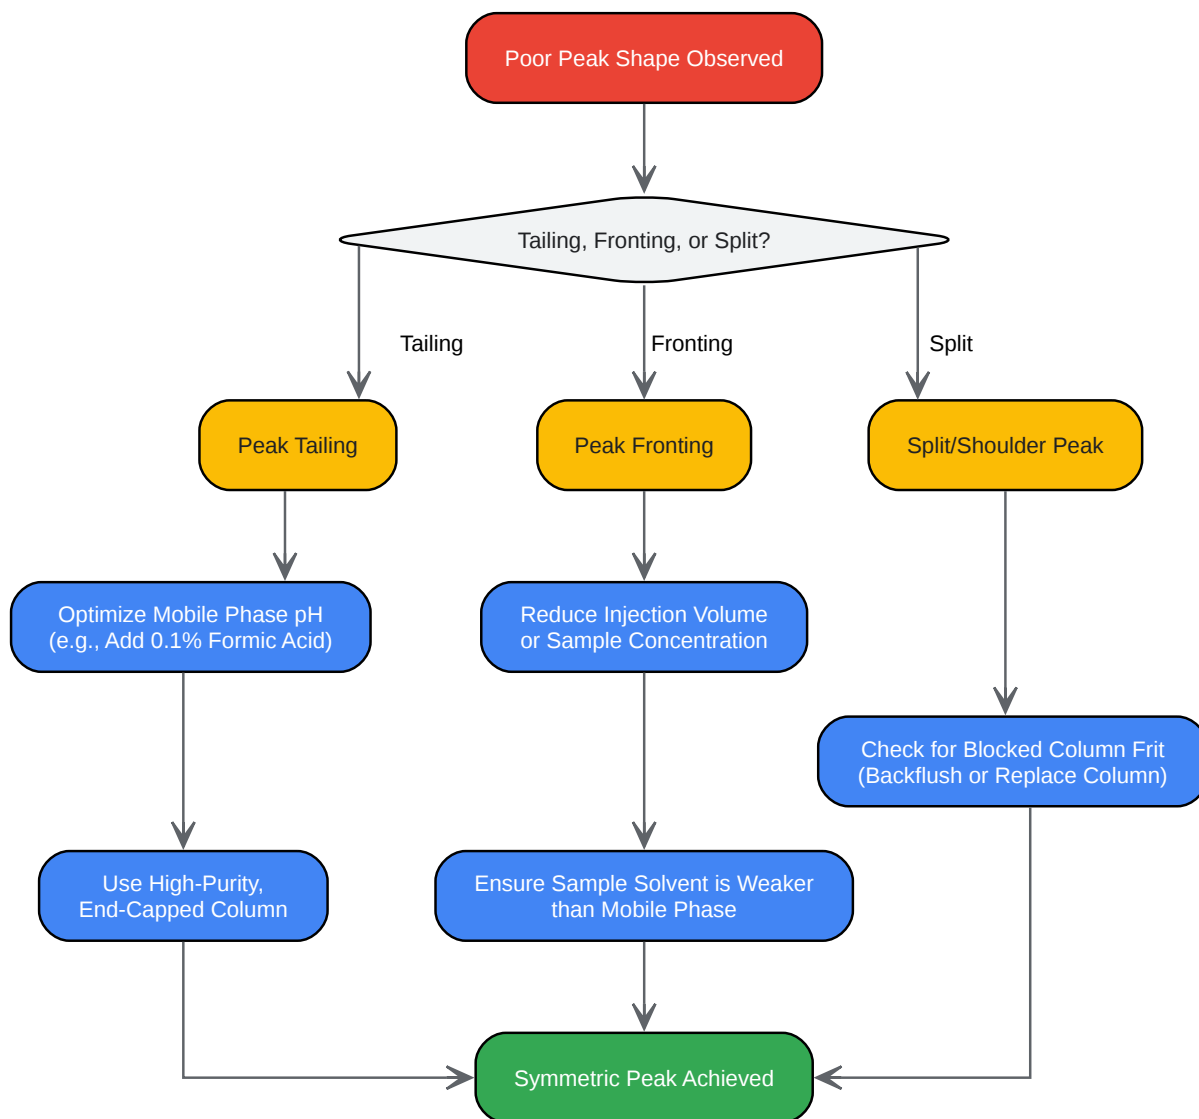 Poor Peak Shape Observed
Tailing, Fronting, or Split?
Tailing
Fronting
Split
Peak Tailing
Peak Fronting
Split/Shoulder Peak
Optimize Mobile Phase pH
(e.g., Add 0.1% Formic Acid)
Reduce Injection Volume
or Sample Concentration
Check for Blocked Column Frit
(Backflush or Replace Column)
Use High-Purity,
End-Capped Column
Ensure Sample Solvent is Weaker
than Mobile Phase
Symmetric Peak Achieved